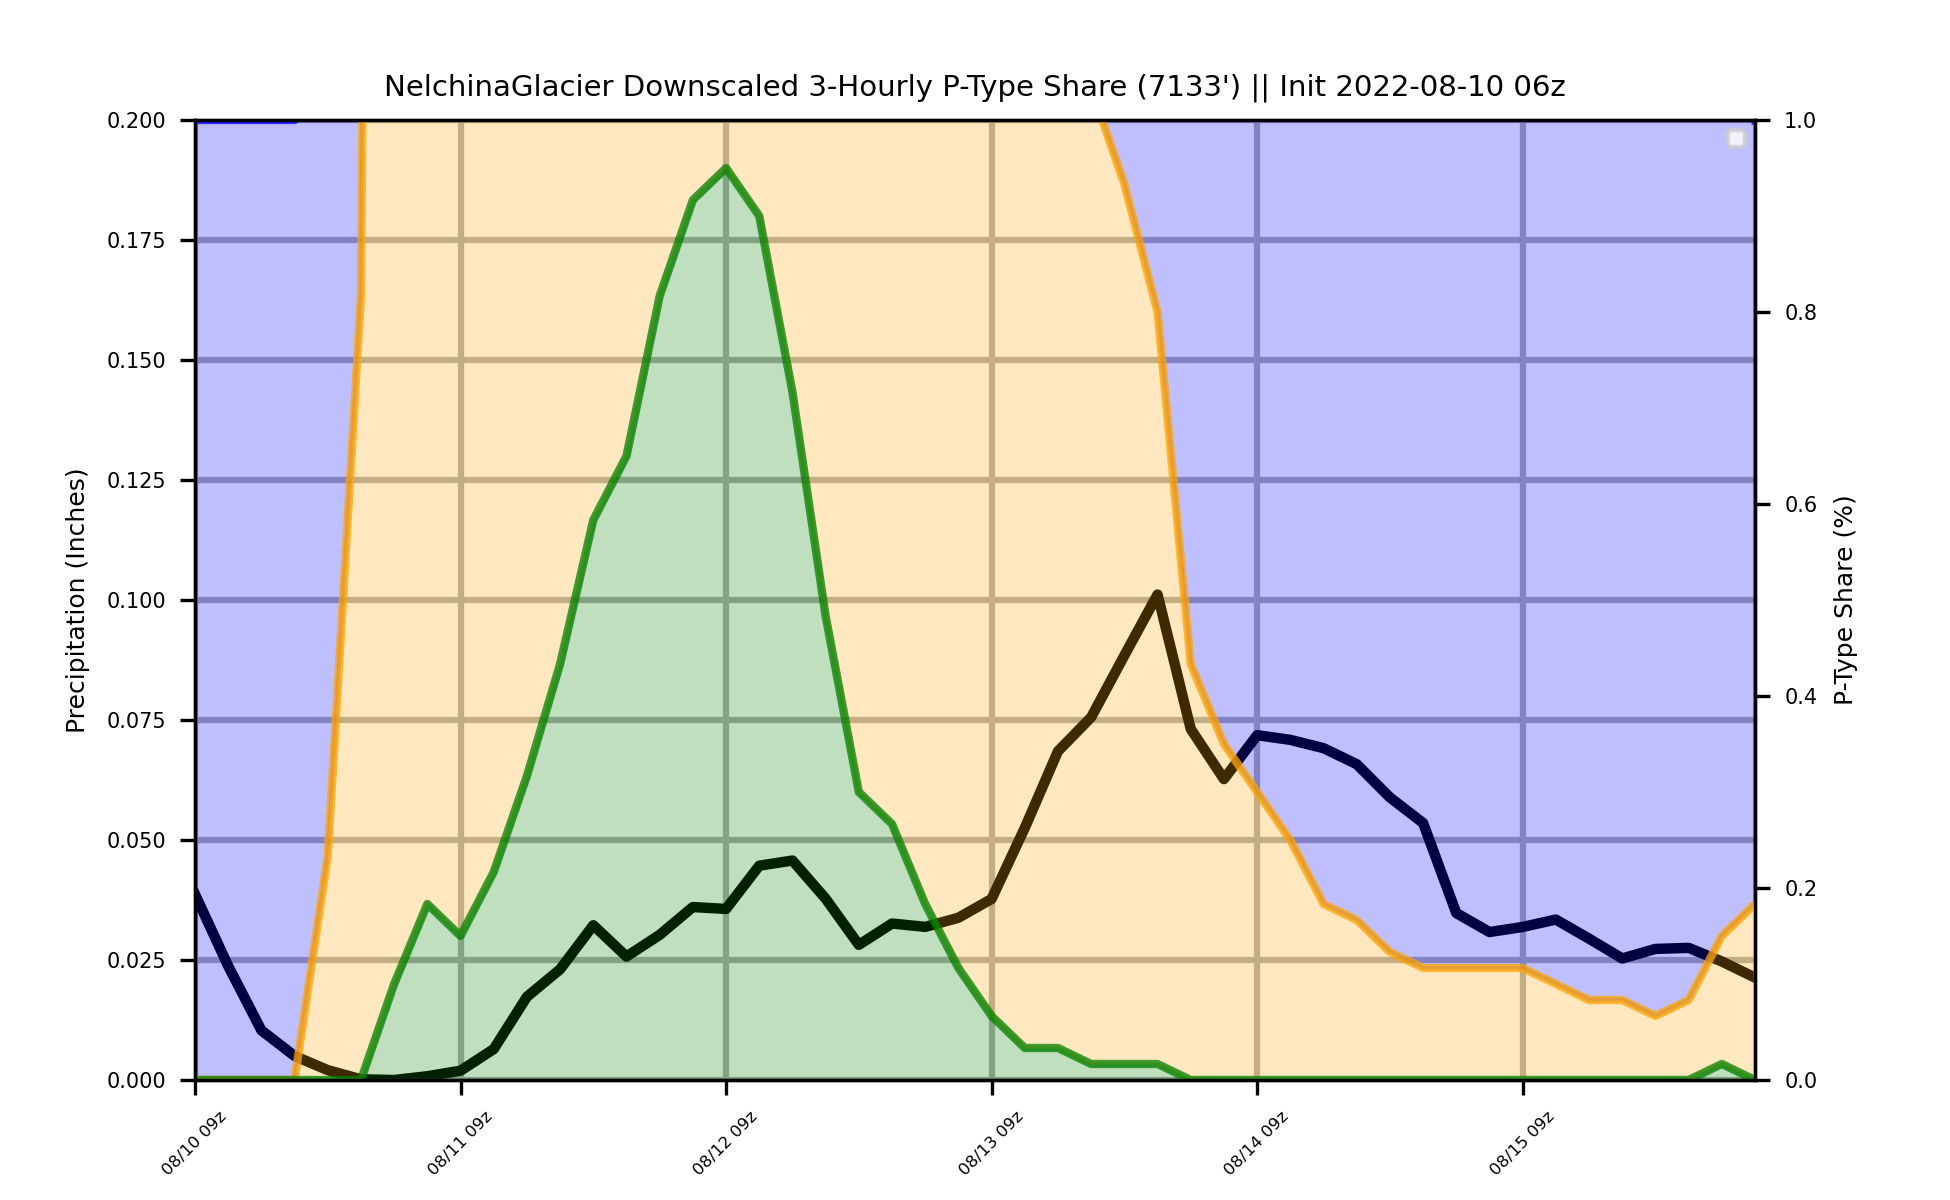 NelchinaGlacier Downscaled 3-Hourly P-Type Share (7133') || Init 2022-08-10 06z
Precipitation (Inches)
0.200
0.175
0.150
0.125
0.100
0.075
0.050
0.025
0.000
1.0
0.8
0.6
0.4
0.2
0.0
P-Type Share (%)
08/10 09z
08/11 09z
08/12 09z
08/13 09z
08/14 09z
08/15 09z